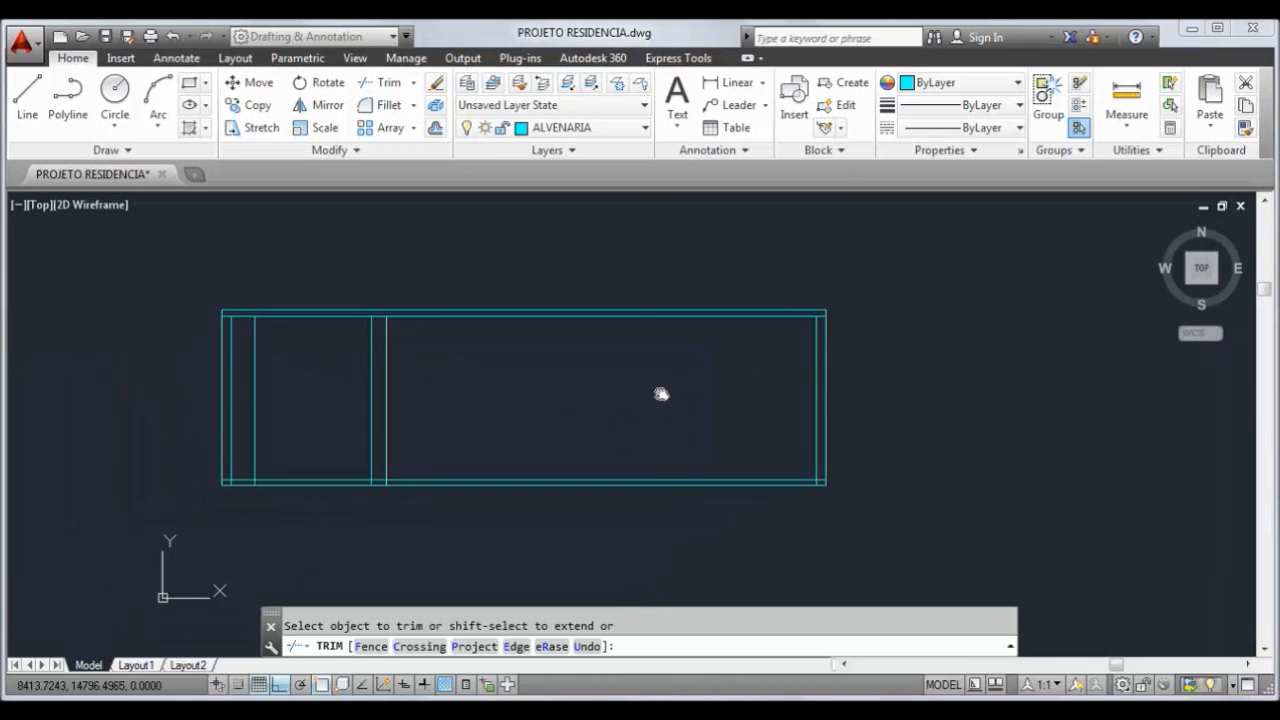 PROJETO RESIDENCIA.dwg
Drafting & Annotation
Type a keyword or phrase
Sign In
Home Insert Annotate Layout Parametric View Manage Output Plug-ins Autodesk 360 Express Tools
Line Polyline Circle Arc
Move Rotate Trim
Copy Mirror Fillet
Stretch Scale Array
Unsaved Layer State
ALVENARIA
Text
Linear
Leader
Table
Insert
Create
Edit
ByLayer
ByLayer
ByLayer
Group
Measure
Paste
Draw Modify Layers Annotation Block Properties Groups Utilities Clipboard
PROJETO RESIDENCIA*
[−][Top][2D Wireframe]
N
W TOP E
S
WCS
Y
X
Select object to trim or shift-select to extend or
TRIM [Fence Crossing Project Edge eRase Undo]:
Model Layout1 Layout2
8413.7243, 14796.4965, 0.0000
MODEL
1:1